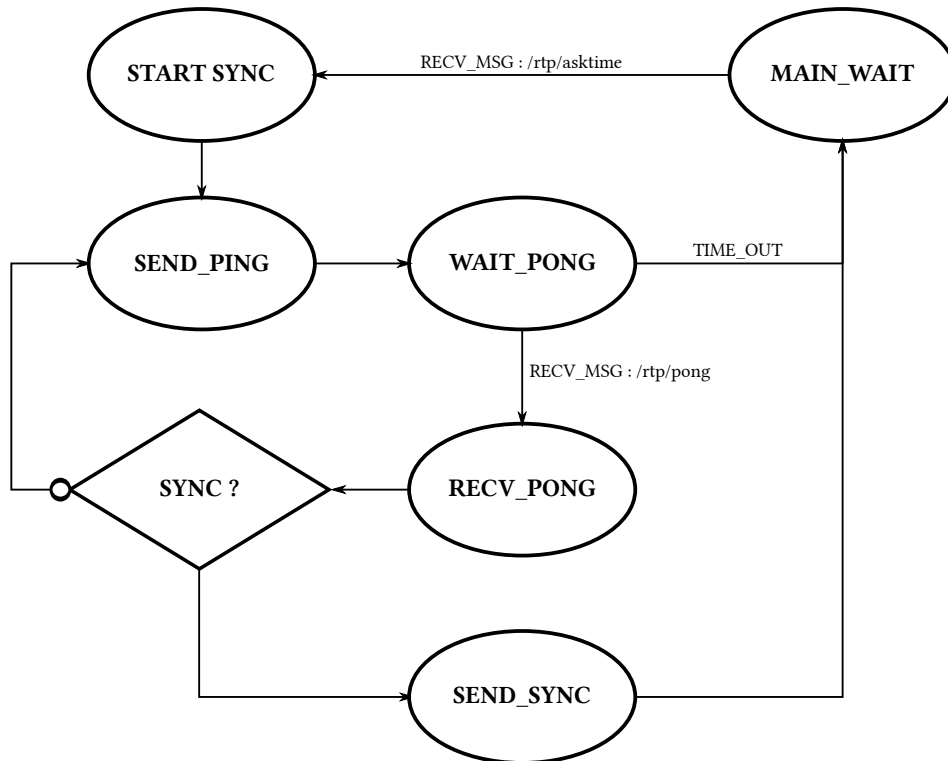 START SYNC
RECV_MSG : /rtp/asktime
MAIN_WAIT
SEND_PING
WAIT_PONG
TIME_OUT
RECV_MSG : /rtp/pong
SYNC ?
RECV_PONG
SEND_SYNC